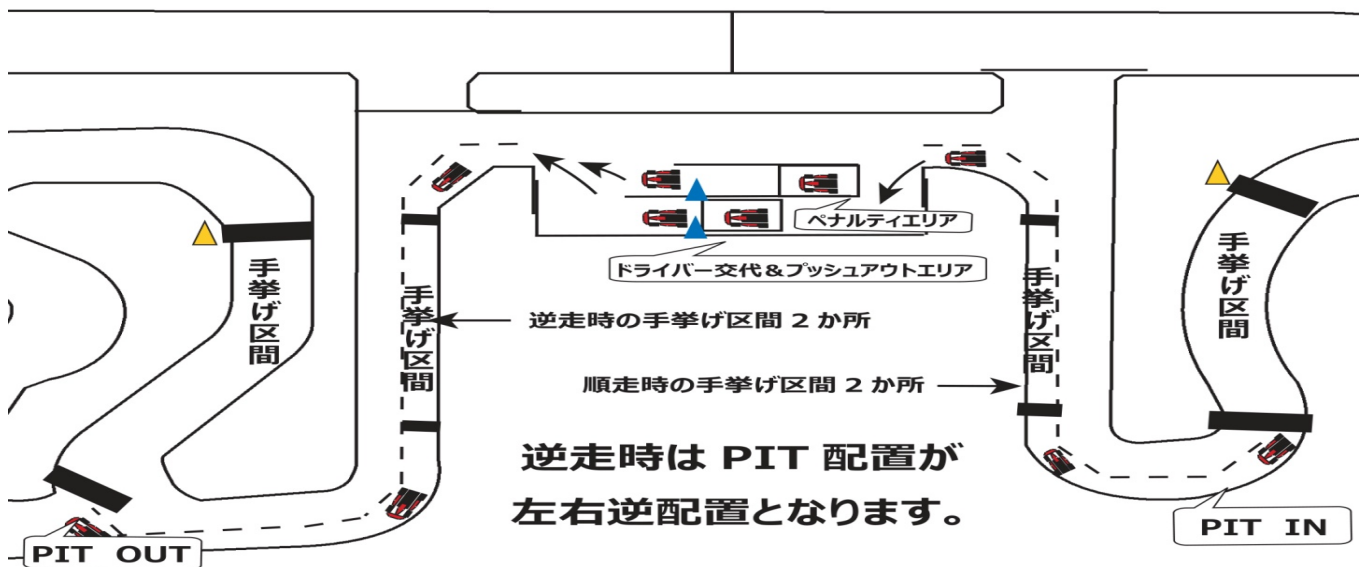 ペナルティエリア
ドライバー交代&プッシュアウトエリア
手挙げ区間
手挙げ区間
手挙げ区間
手挙げ区間
逆走時の手挙げ区間2か所
順走時の手挙げ区間2か所
逆走時は PIT 配置が
左右逆配置となります。
PIT OUT
PIT IN